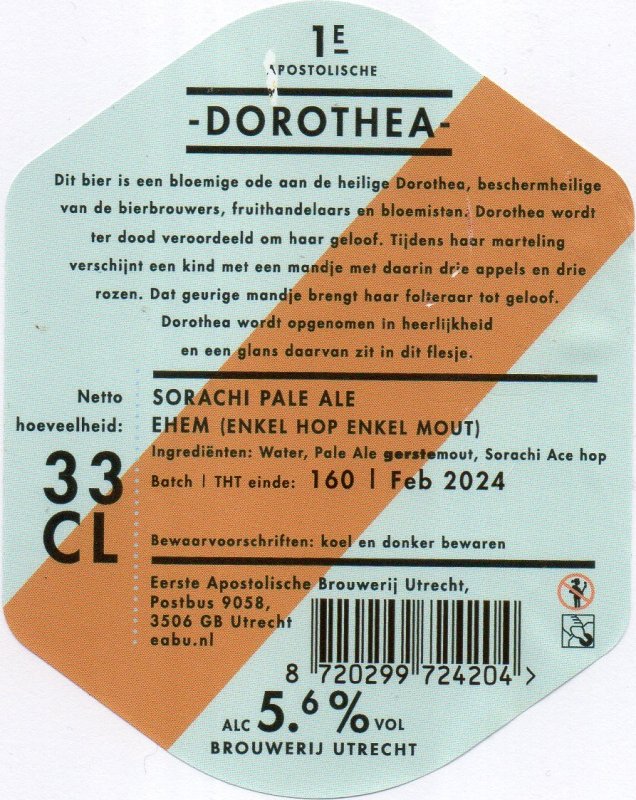 1E
APOSTOLISCHE
-DOROTHEA-
Dit bier is een bloemige ode aan de heilige Dorothea, beschermheilige
van de bierbrouwers, fruithandelaars en bloemisten. Dorothea wordt
ter dood veroordeeld om haar geloof. Tijdens haar marteling
verschijnt een kind met een mandje met daarin drie appels en drie
rozen. Dat geurige mandje brengt haar folteraar tot geloof.
Dorothea wordt opgenomen in heerlijkheid
en een glans daarvan zit in dit flesje.
Netto
hoeveelheid:
33
CL
SORACHI PALE ALE
EHEM (ENKEL HOP ENKEL MOUT)
Ingrediënten: Water, Pale Ale gerstemout, Sorachi Ace hop
Batch | THT einde: 160 | Feb 2024
Bewaarvoorschriften: koel en donker bewaren
Eerste Apostolische Brouwerij Utrecht,
Postbus 9058,
3506 GB Utrecht
eabu.nl
8 720299 724204 >
ALC 5.6% VOL
BROUWERIJ UTRECHT